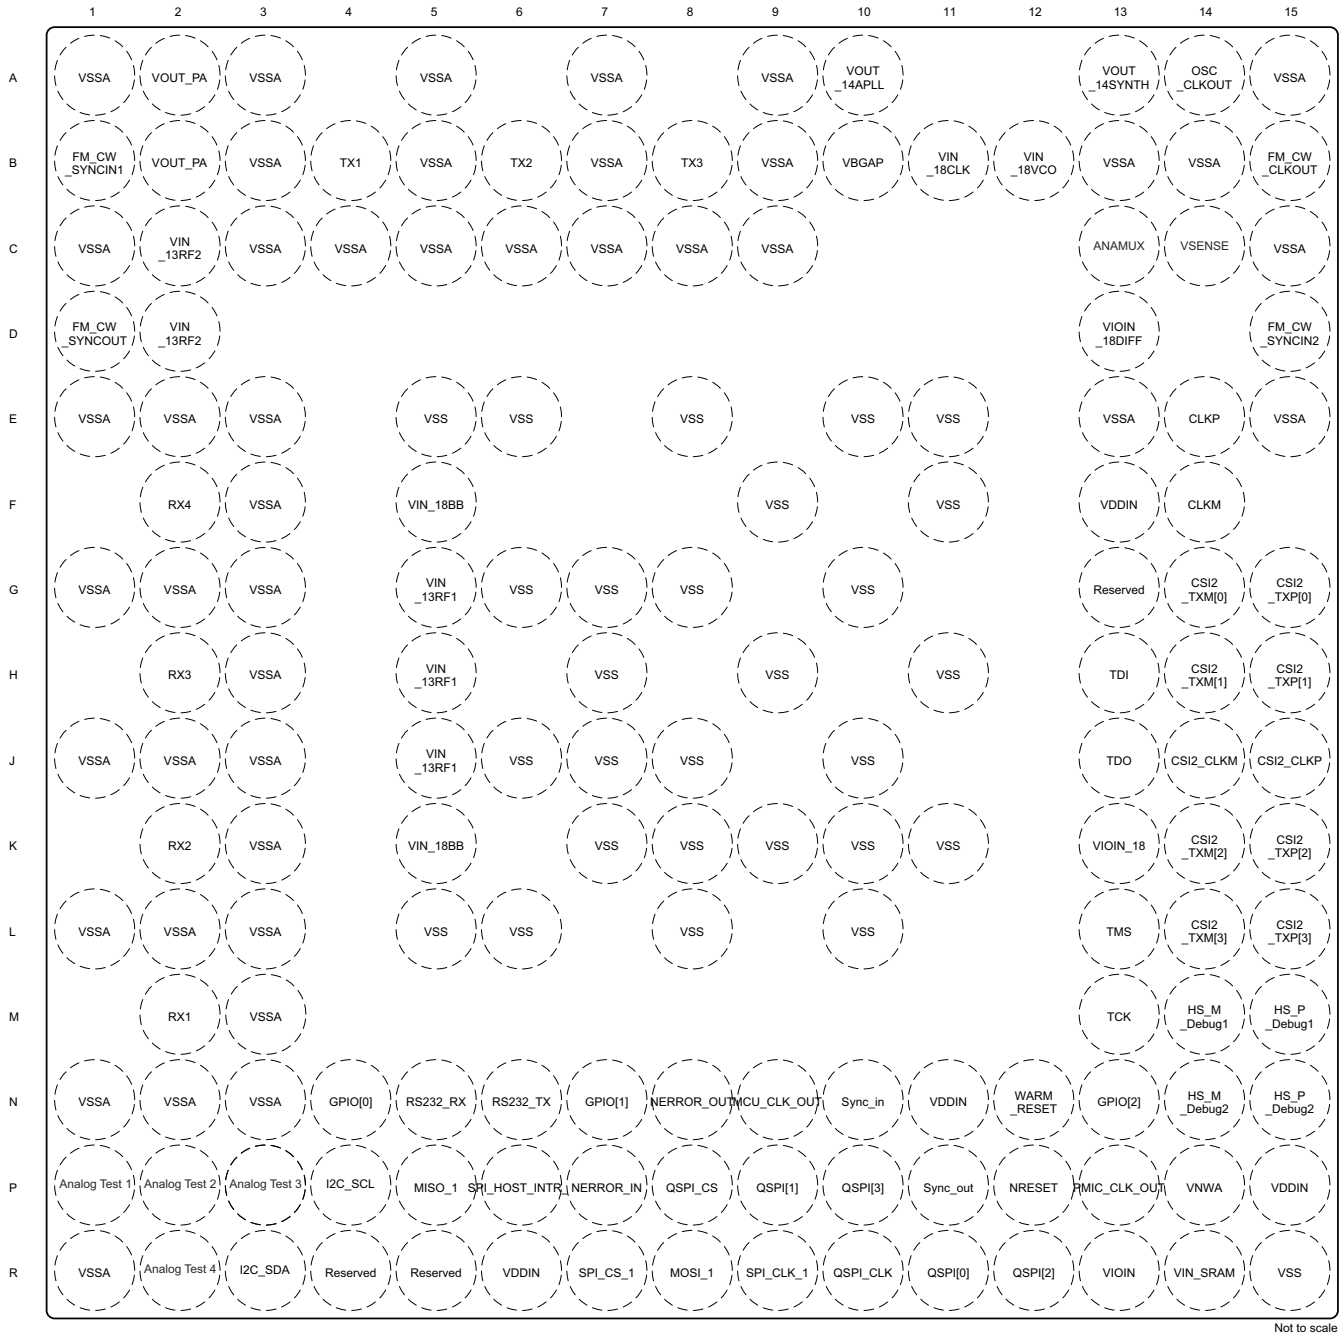 1 2 3 4 5 6 7 8 9 10 11 12 13 14 15
A VSSA VOUT_PA VSSA VSSA VSSA VSSA VOUT _14APLL VOUT _14SYNTH OSC _CLKOUT VSSA
B FM_CW _SYNCIN1 VOUT_PA VSSA TX1 VSSA TX2 VSSA TX3 VSSA VBGAP VIN _18CLK VIN _18VCO VSSA VSSA FM_CW _CLKOUT
C VSSA VIN _13RF2 VSSA VSSA VSSA VSSA VSSA VSSA VSSA ANAMUX VSENSE VSSA
D FM_CW _SYNCOUT VIN _13RF2 VIOIN _18DIFF FM_CW _SYNCIN2
E VSSA VSSA VSSA VSS VSS VSS VSS VSS VSSA CLKP VSSA
F RX4 VSSA VIN_18BB VSS VSS VDDIN CLKM
G VSSA VSSA VSSA VIN _13RF1 VSS VSS VSS VSS Reserved CSI2 _TXM[0] CSI2 _TXP[0]
H RX3 VSSA VIN _13RF1 VSS VSS VSS TDI CSI2 _TXM[1] CSI2 _TXP[1]
J VSSA VSSA VSSA VIN _13RF1 VSS VSS VSS VSS TDO CSI2_CLKM CSI2_CLKP
K RX2 VSSA VIN_18BB VSS VSS VSS VSS VSS VIOIN_18 CSI2 _TXM[2] CSI2 _TXP[2]
L VSSA VSSA VSSA VSS VSS VSS VSS TMS CSI2 _TXM[3] CSI2 _TXP[3]
M RX1 VSSA TCK HS_M _Debug1 HS_P _Debug1
N VSSA VSSA VSSA GPIO[0] RS232_RX RS232_TX GPIO[1] NERROR_OUT MCU_CLK_OUT Sync_in VDDIN WARM _RESET GPIO[2] HS_M _Debug2 HS_P _Debug2
P Analog Test 1 Analog Test 2 Analog Test 3 I2C_SCL MISO_1 SPI_HOST_INTR_ NERROR_IN QSPI_CS QSPI[1] QSPI[3] Sync_out NRESET PMIC_CLK_OUT VNWA VDDIN
R VSSA Analog Test 4 I2C_SDA Reserved Reserved VDDIN SPI_CS_1 MOSI_1 SPI_CLK_1 QSPI_CLK QSPI[0] QSPI[2] VIOIN VIN_SRAM VSS
Not to scale